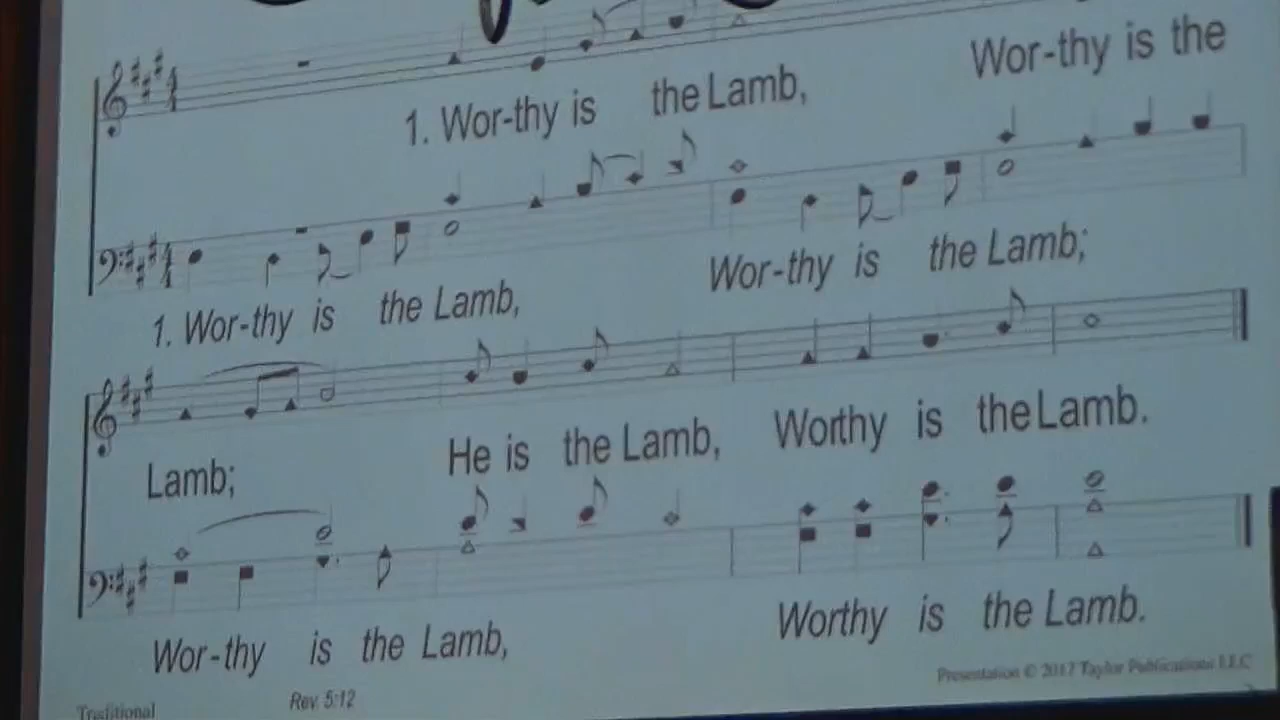 1. Wor-thy is the Lamb, Wor-thy is the
1. Wor-thy is the Lamb, Wor-thy is the Lamb;
Lamb; He is the Lamb, Worthy is the Lamb.
Wor-thy is the Lamb, Worthy is the Lamb.
Traditional Rev. 5:12 Presentation © 2017 Taylor Publications LLC